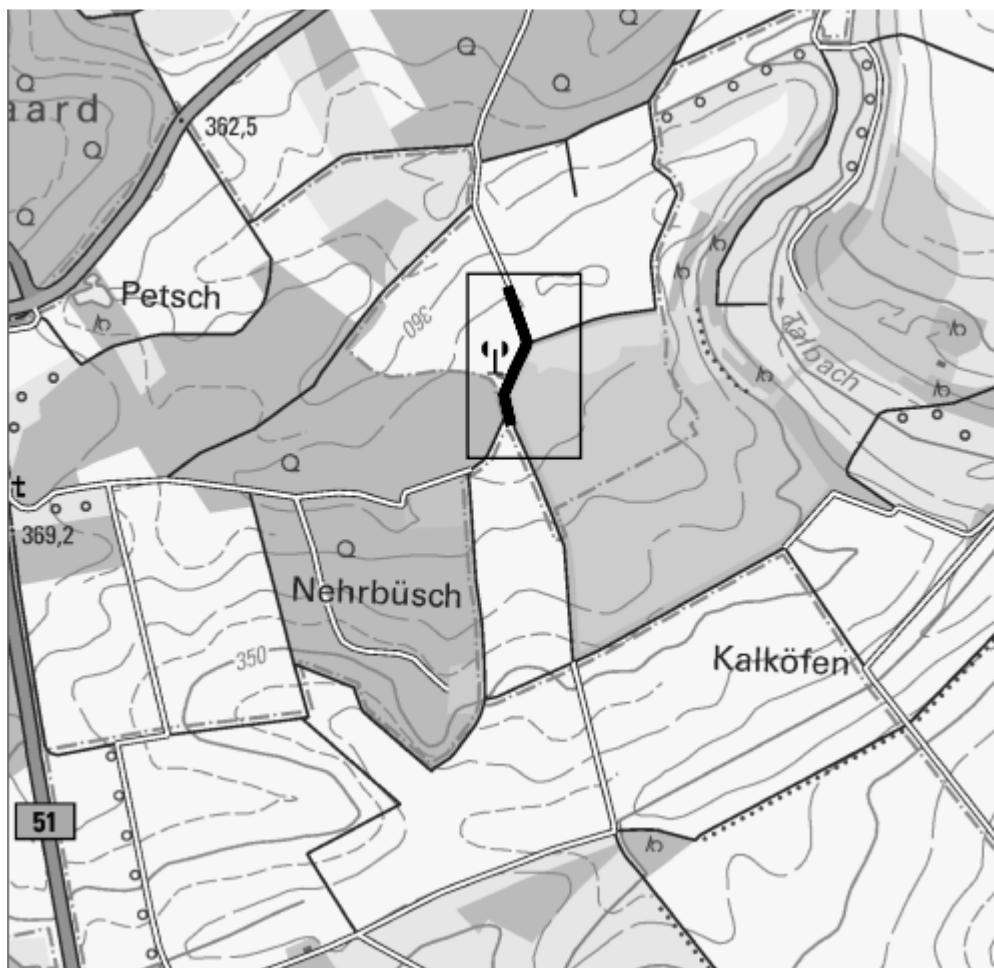 aard
362,5
Petsch
360
Talbach
t
369,2
Nehrbüsch
350
Kalköfen
51